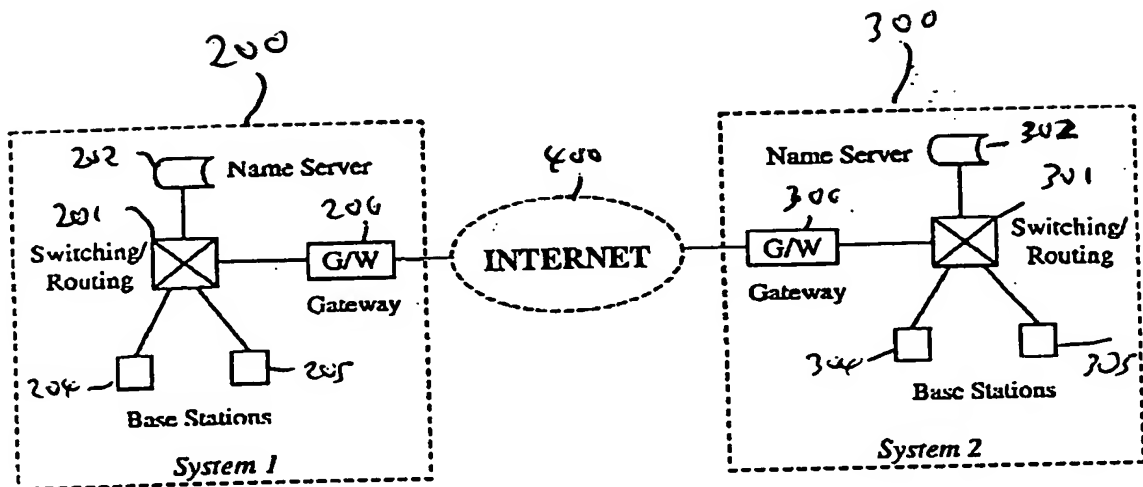 200
300
202
Name Server
201
Switching/
Routing
206
G/W
Gateway
204
205
Base Stations
System 1
400
INTERNET
Name Server
302
301
306
G/W
Gateway
Switching/
Routing
304
305
Base Stations
System 2